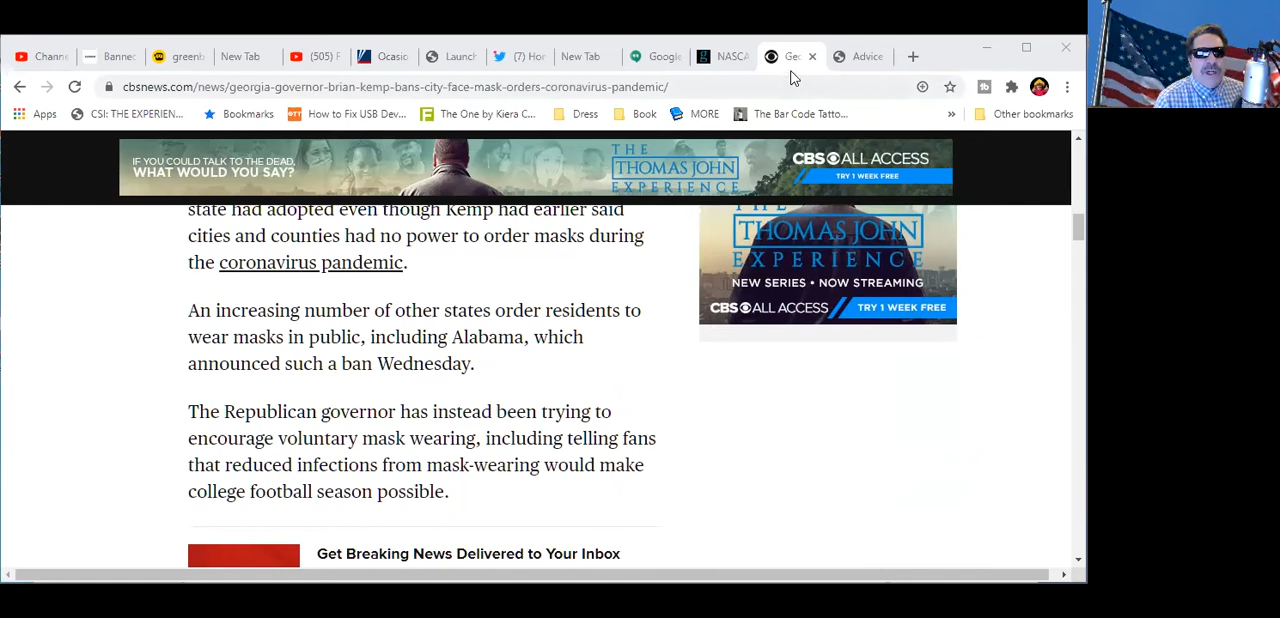 Chann
Bannec
greenb
New Tab
(505) F
Ocasio
Launch
(7) Hor
New Tab
Google
NASCA
Geo
Advice
cbsnews.com/news/georgia-governor-brian-kemp-bans-city-face-mask-orders-coronavirus-pandemic/
Apps
CSI: THE EXPERIEN...
Bookmarks
How to Fix USB Dev...
The One by Kiera C...
Dress
Book
MORE
The Bar Code Tatto...
»
Other bookmarks
IF YOU COULD TALK TO THE DEAD,
WHAT WOULD YOU SAY?
THE
THOMAS JOHN
EXPERIENCE
CBS ALL ACCESS
TRY 1 WEEK FREE
state had adopted even though Kemp had earlier said
cities and counties had no power to order masks during
the coronavirus pandemic.
An increasing number of other states order residents to
wear masks in public, including Alabama, which
announced such a ban Wednesday.
The Republican governor has instead been trying to
encourage voluntary mask wearing, including telling fans
that reduced infections from mask-wearing would make
college football season possible.
THE
THOMAS JOHN
EXPERIENCE
NEW SERIES • NOW STREAMING
CBS ALL ACCESS
TRY 1 WEEK FREE
Get Breaking News Delivered to Your Inbox